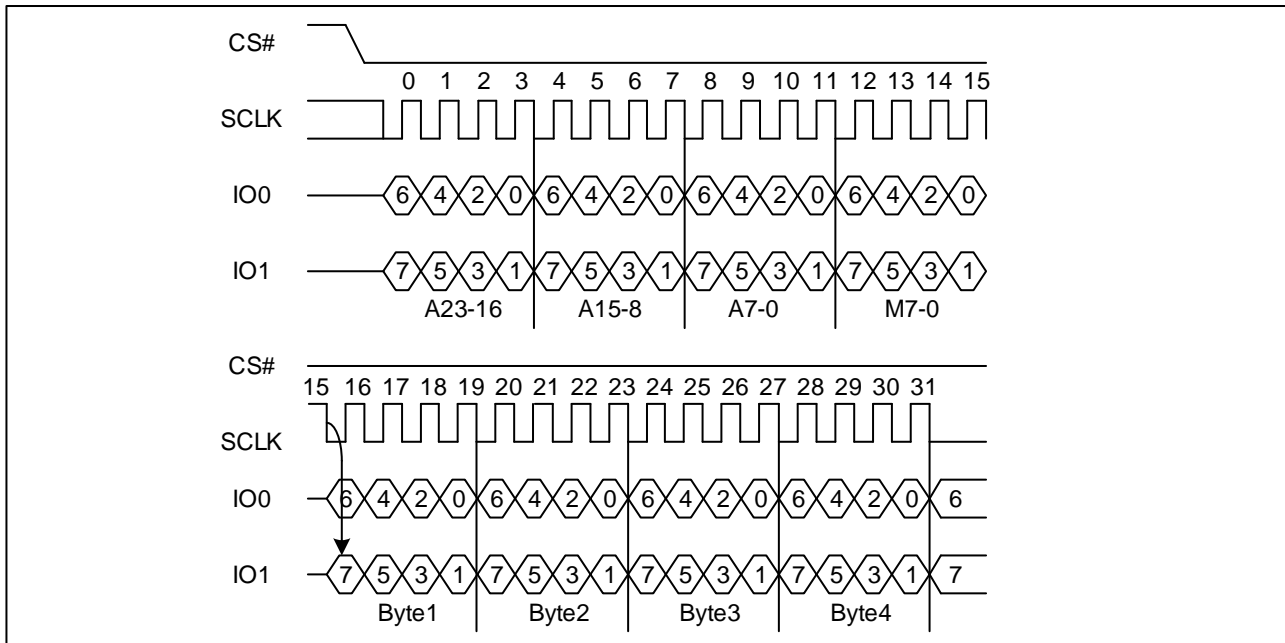 CS#
0 1 2 3 4 5 6 7 8 9 10 11 12 13 14 15
SCLK
IO0 6 4 2 0 6 4 2 0 6 4 2 0 6 4 2 0
IO1 7 5 3 1 7 5 3 1 7 5 3 1 7 5 3 1
A23-16 A15-8 A7-0 M7-0
CS#
15 16 17 18 19 20 21 22 23 24 25 26 27 28 29 30 31
SCLK
IO0 6 4 2 0 6 4 2 0 6 4 2 0 6 4 2 0 6
IO1 7 5 3 1 7 5 3 1 7 5 3 1 7 5 3 1 7
Byte1 Byte2 Byte3 Byte4